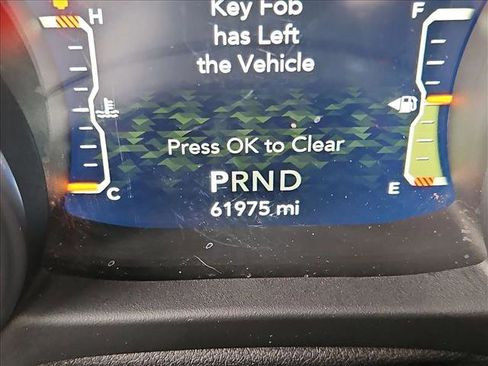 Key Fob
has Left
the Vehicle
H
F
Press OK to Clear
C
E
PRND
61975 mi